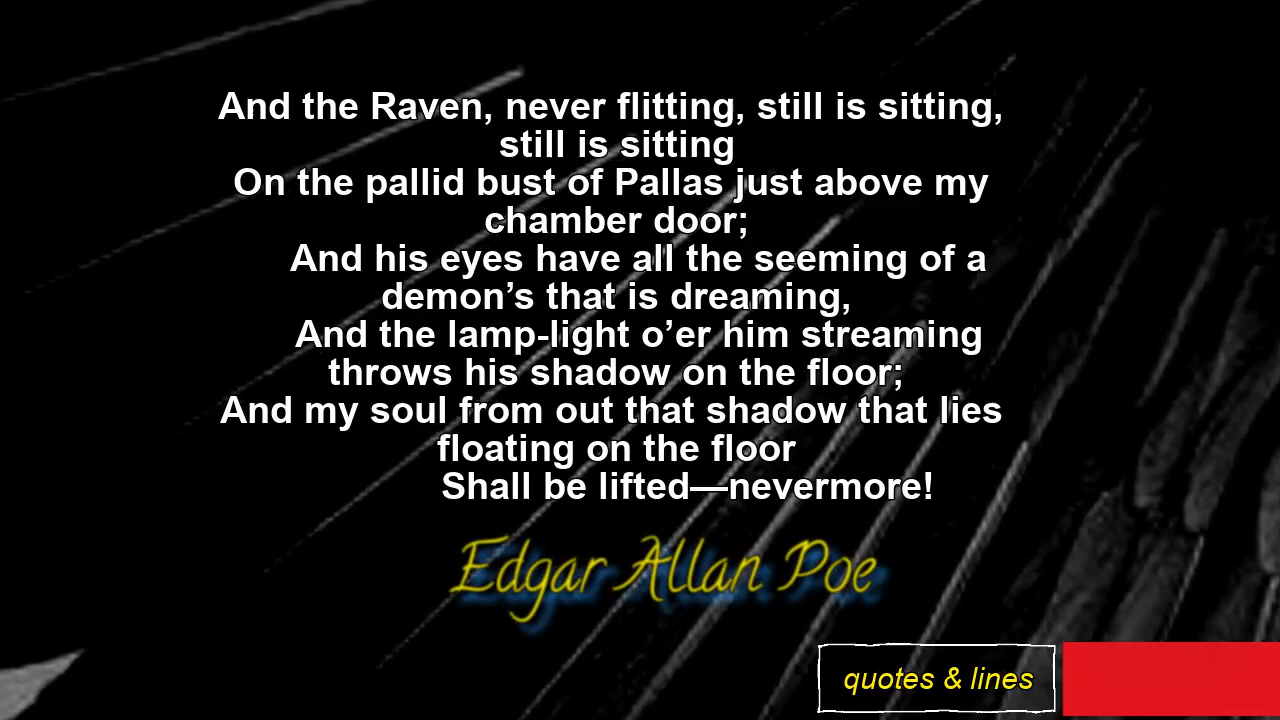 And the Raven, never flitting, still is sitting,
still is sitting
On the pallid bust of Pallas just above my
chamber door;
And his eyes have all the seeming of a
demon’s that is dreaming,
And the lamp-light o’er him streaming
throws his shadow on the floor;
And my soul from out that shadow that lies
floating on the floor
Shall be lifted—nevermore!
Edgar Allan Poe
quotes & lines